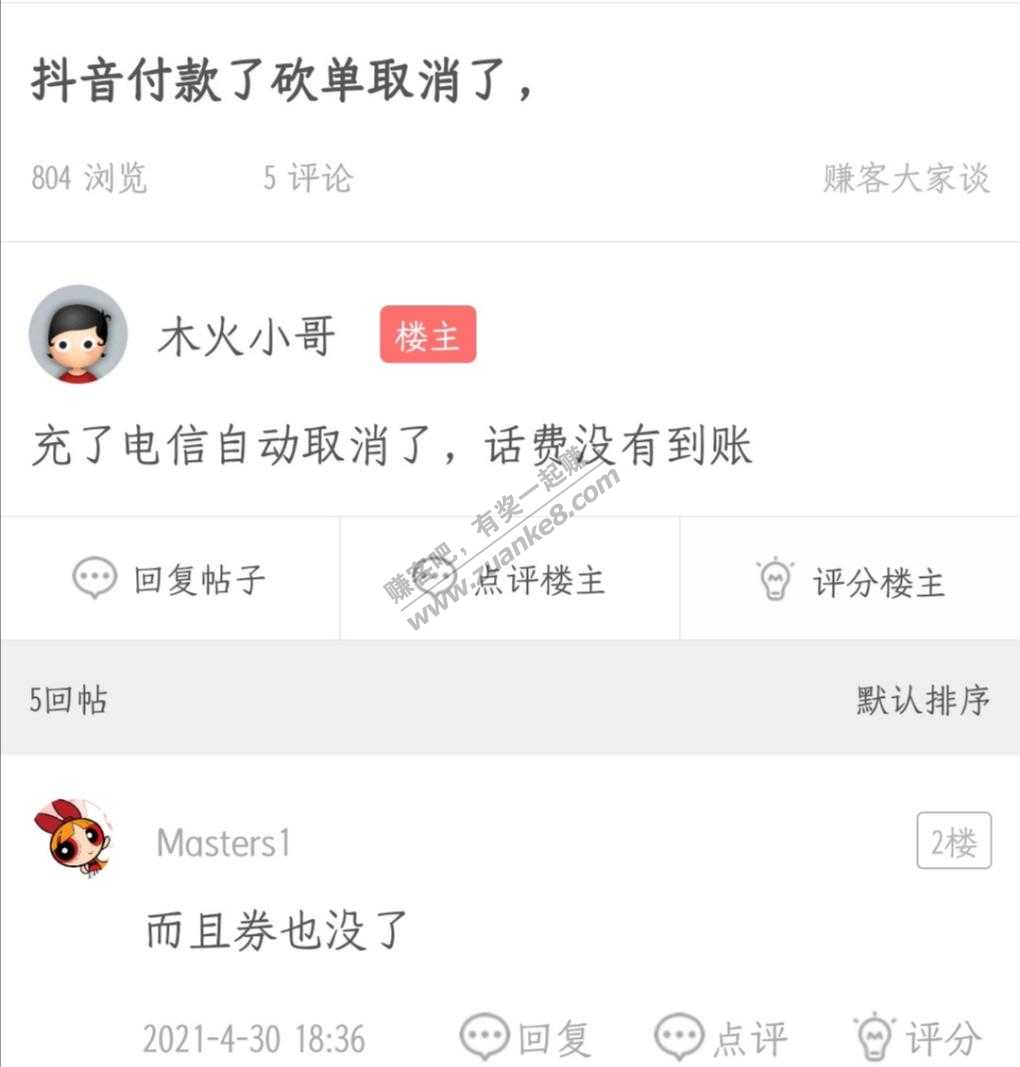 抖音付款了砍单取消了，
804 浏览 5 评论 赚客大家谈
木火小哥 楼主
充了电信自动取消了，话费没有到账
赚客吧，有奖一起赚
www.zuanke8.com
回复帖子 点评楼主 评分楼主
5回帖 默认排序
Masters1 2楼
而且券也没了
2021-4-30 18:36 回复 点评 评分